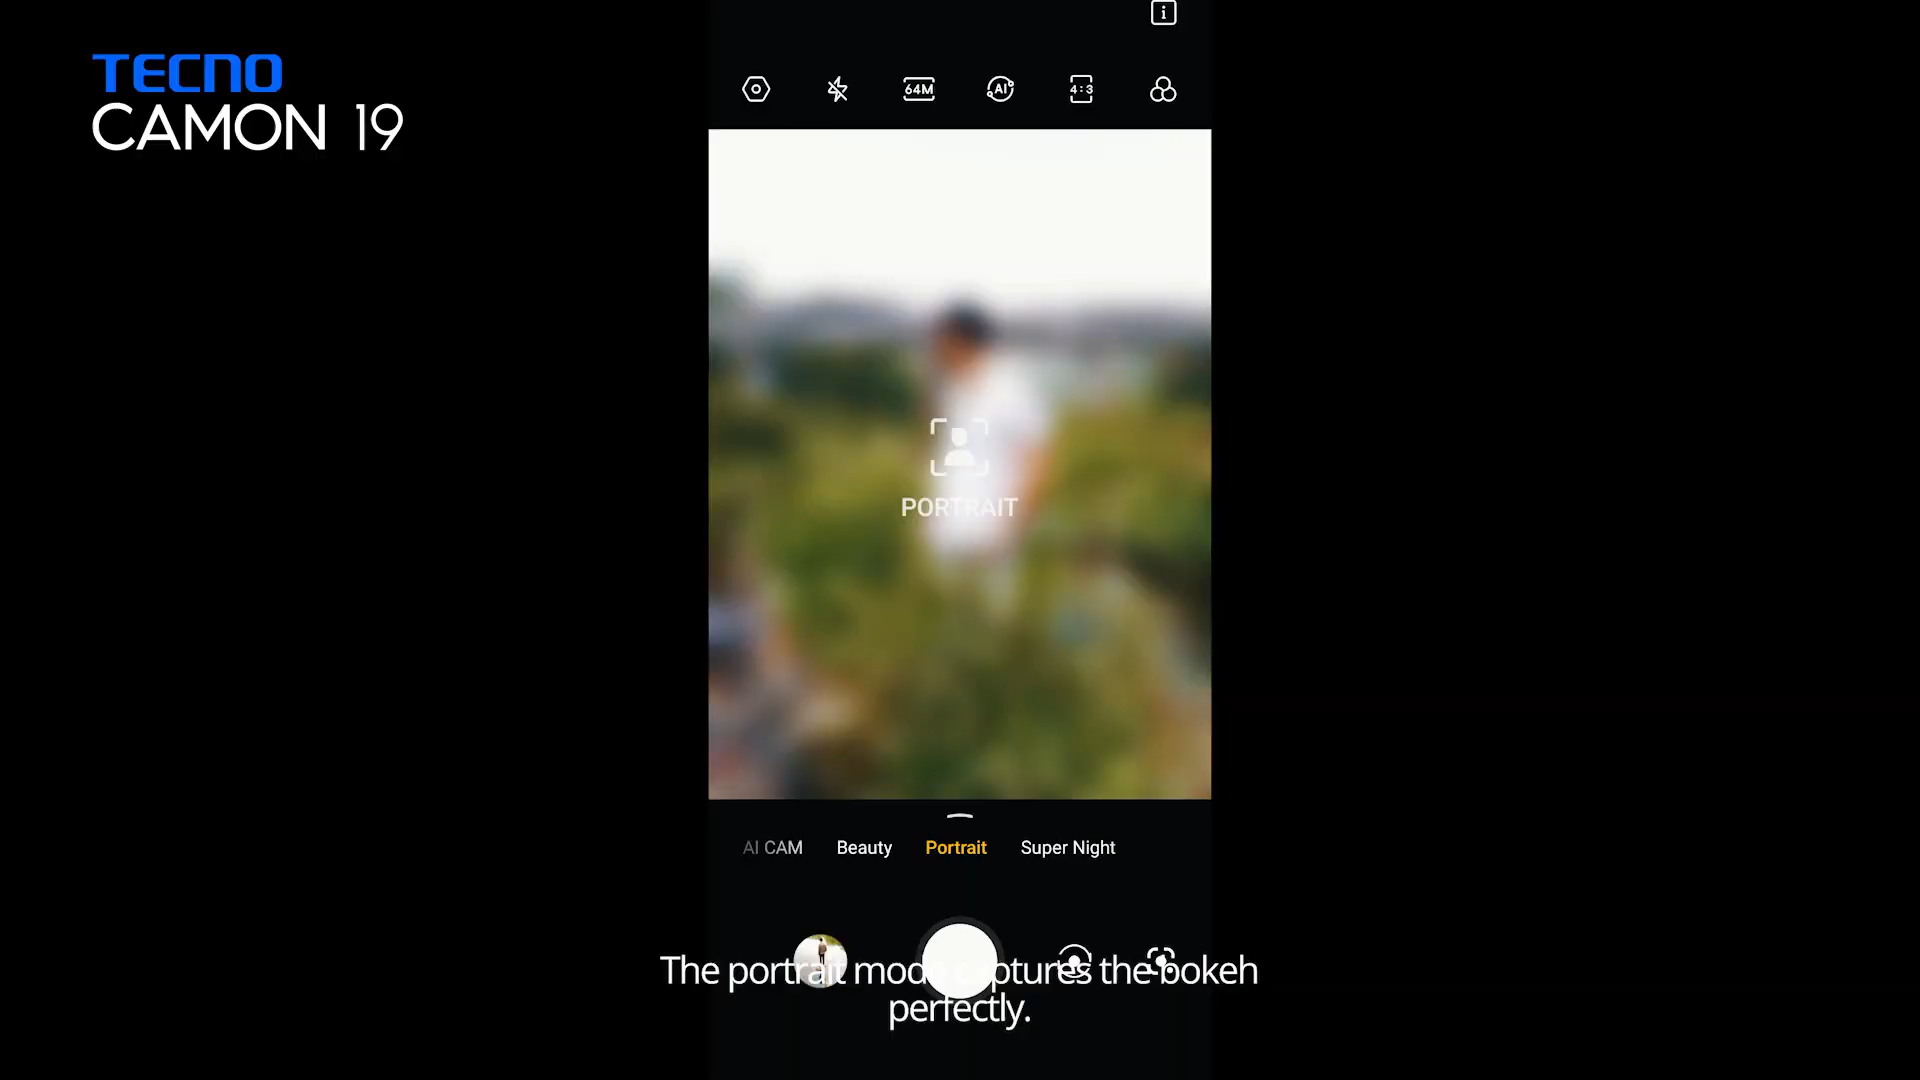 TECNO
CAMON 19
64M
AI
4:3
PORTRAIT
AI CAM
Beauty
Portrait
Super Night
The portrait mode captures the bokeh
perfectly.